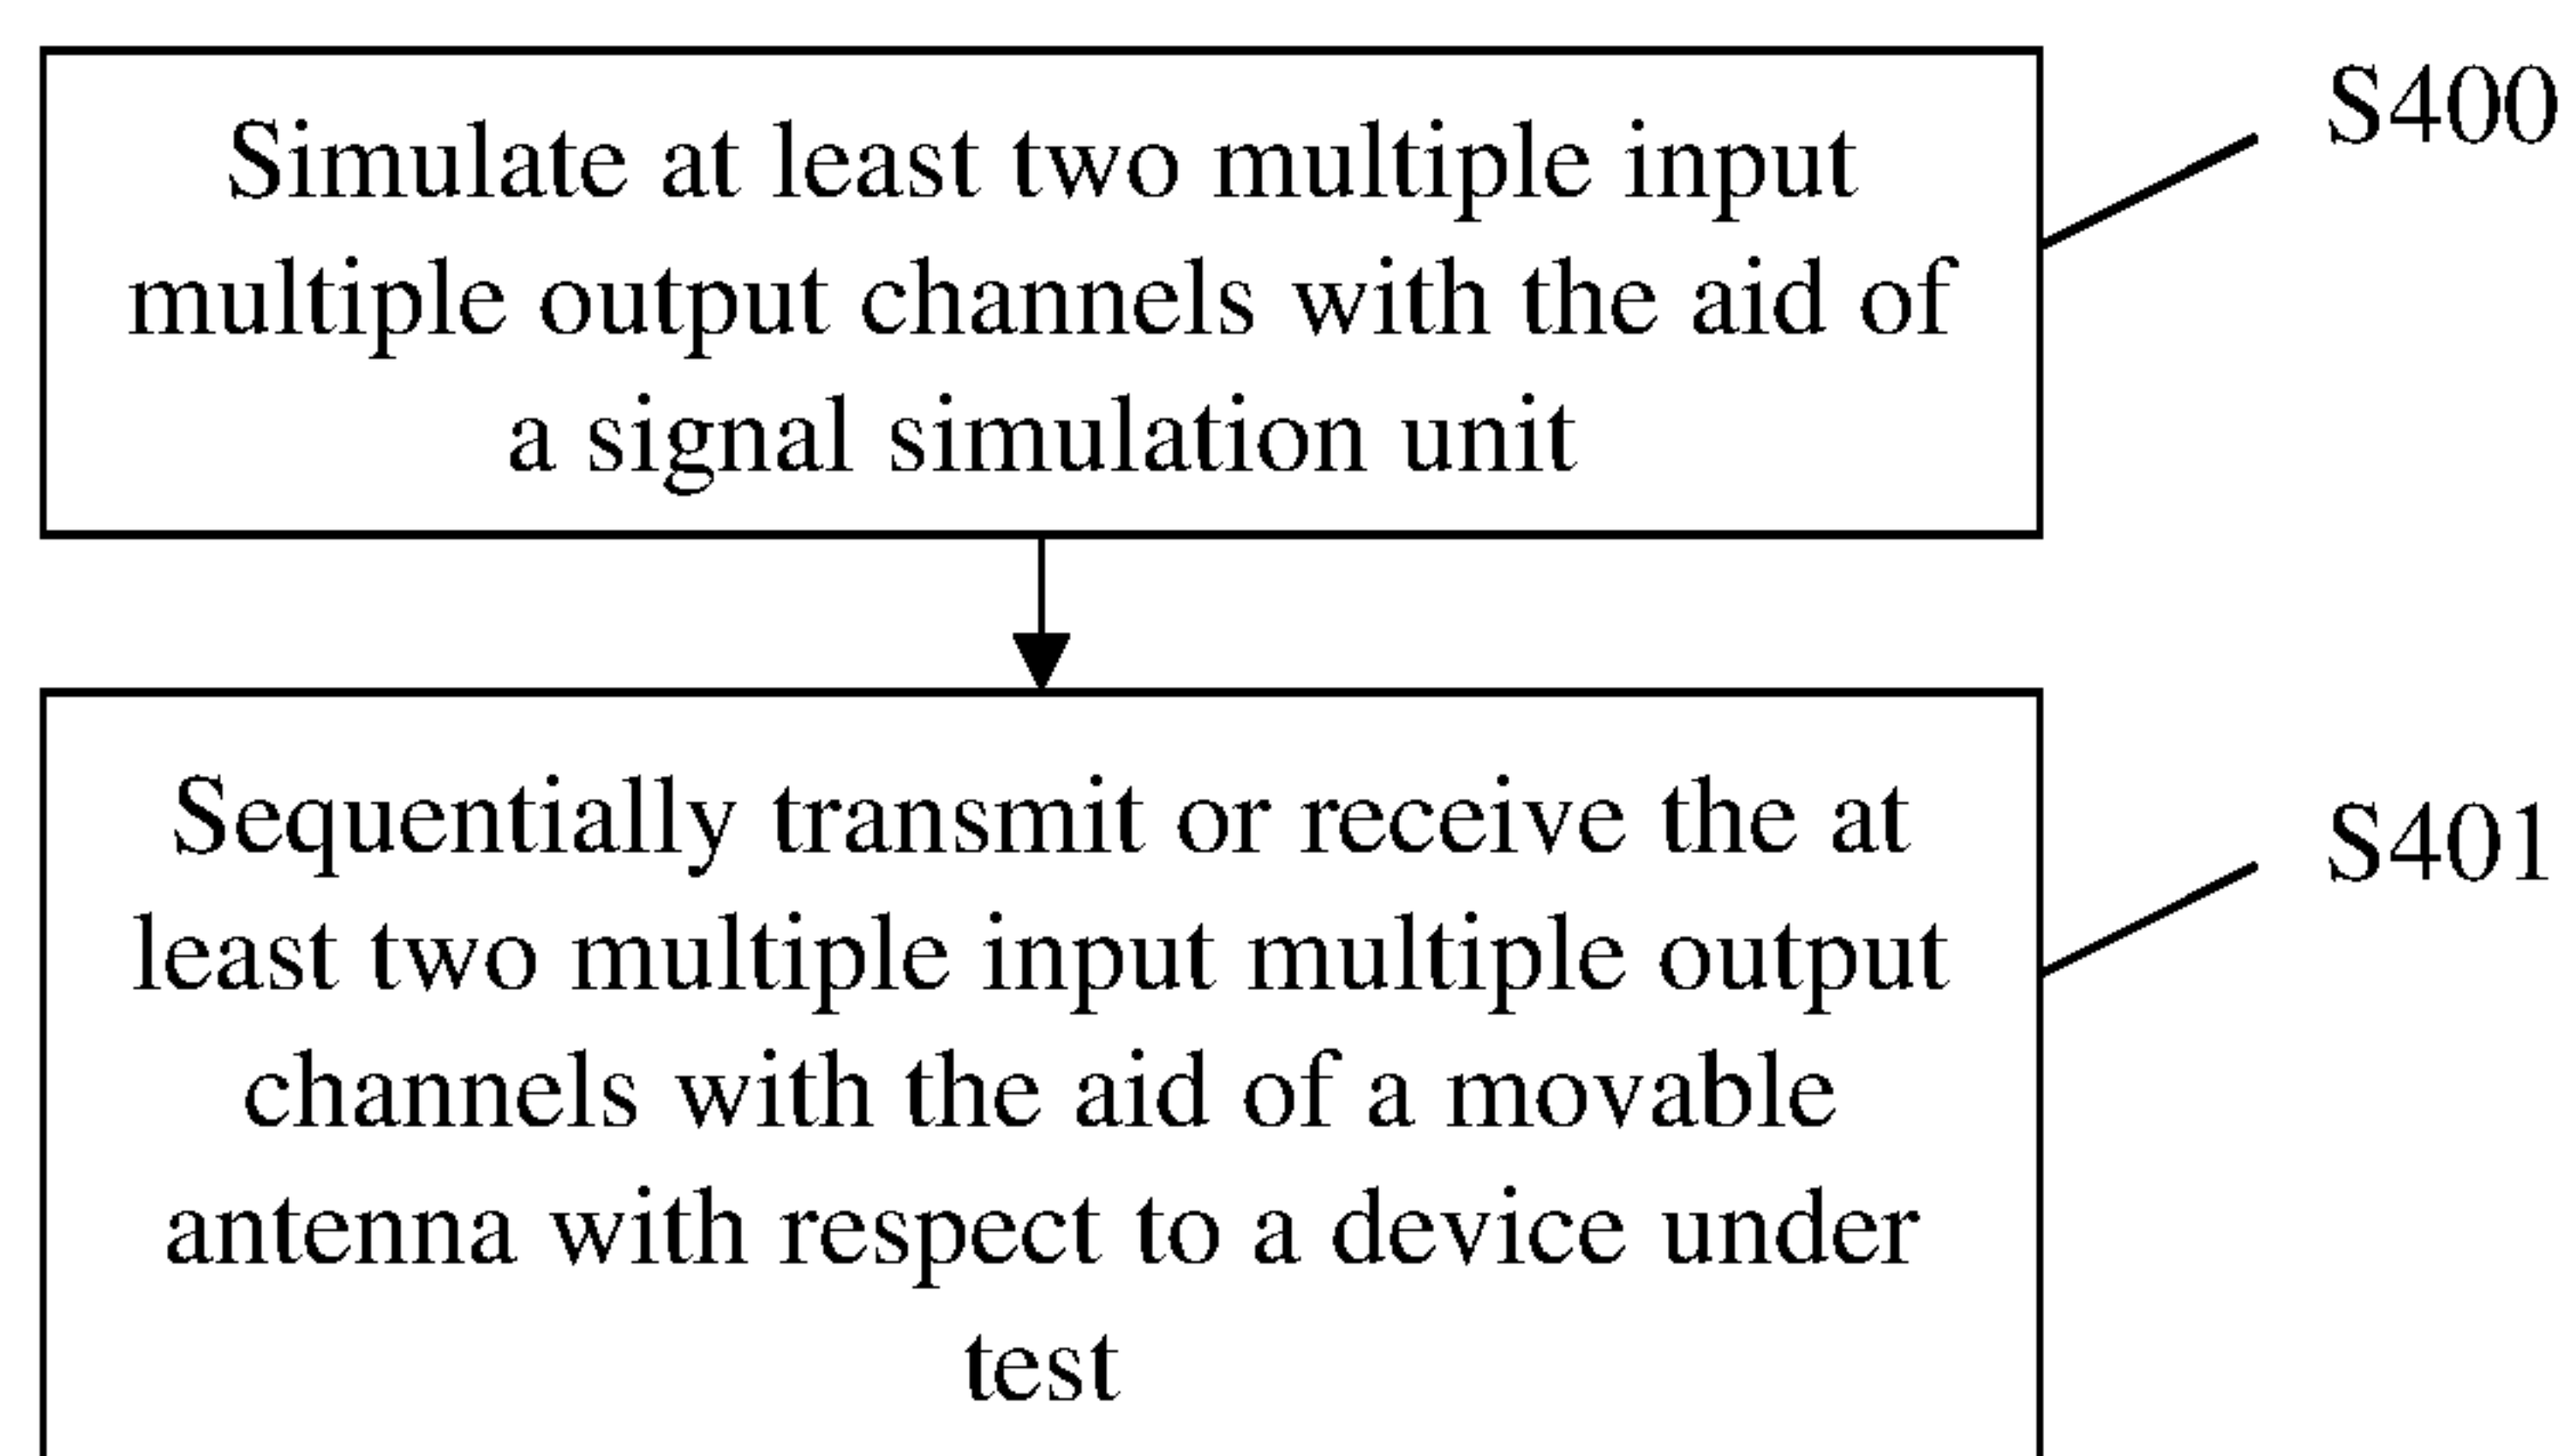 Simulate at least two multiple input
multiple output channels with the aid of
a signal simulation unit
S400
Sequentially transmit or receive the at
least two multiple input multiple output
channels with the aid of a movable
antenna with respect to a device under
test
S401